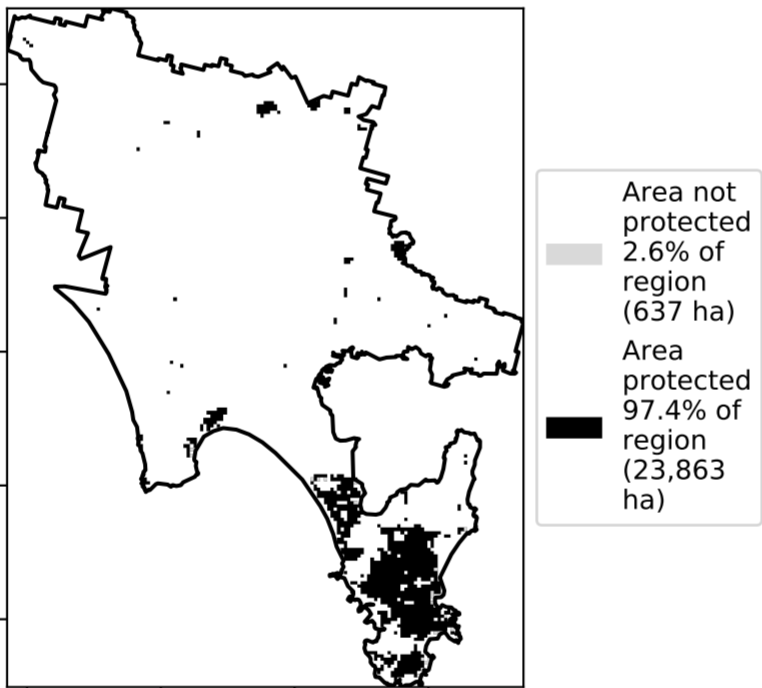 Area not
protected
2.6% of
region
(637 ha)
Area
protected
97.4% of
region
(23,863
ha)